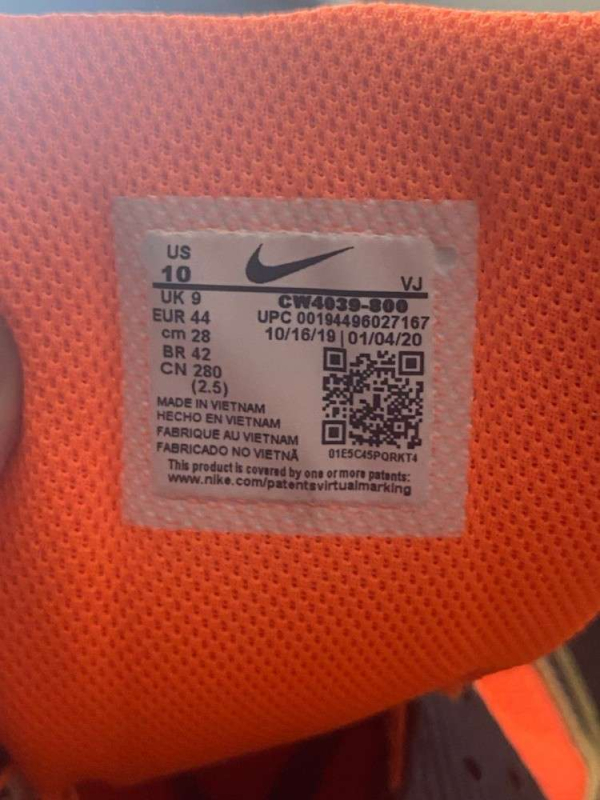 US
10
VJ
UK 9
CW4039-800
EUR 44
UPC 00194496027167
cm 28
10/16/19 | 01/04/20
BR 42
CN 280
(2.5)
MADE IN VIETNAM
HECHO EN VIETNAM
FABRIQUE AU VIETNAM
FABRICADO NO VIETNÃ
01E5C45PQRKT4
This product is covered by one or more patents:
www.nike.com/patentsvirtualmarking